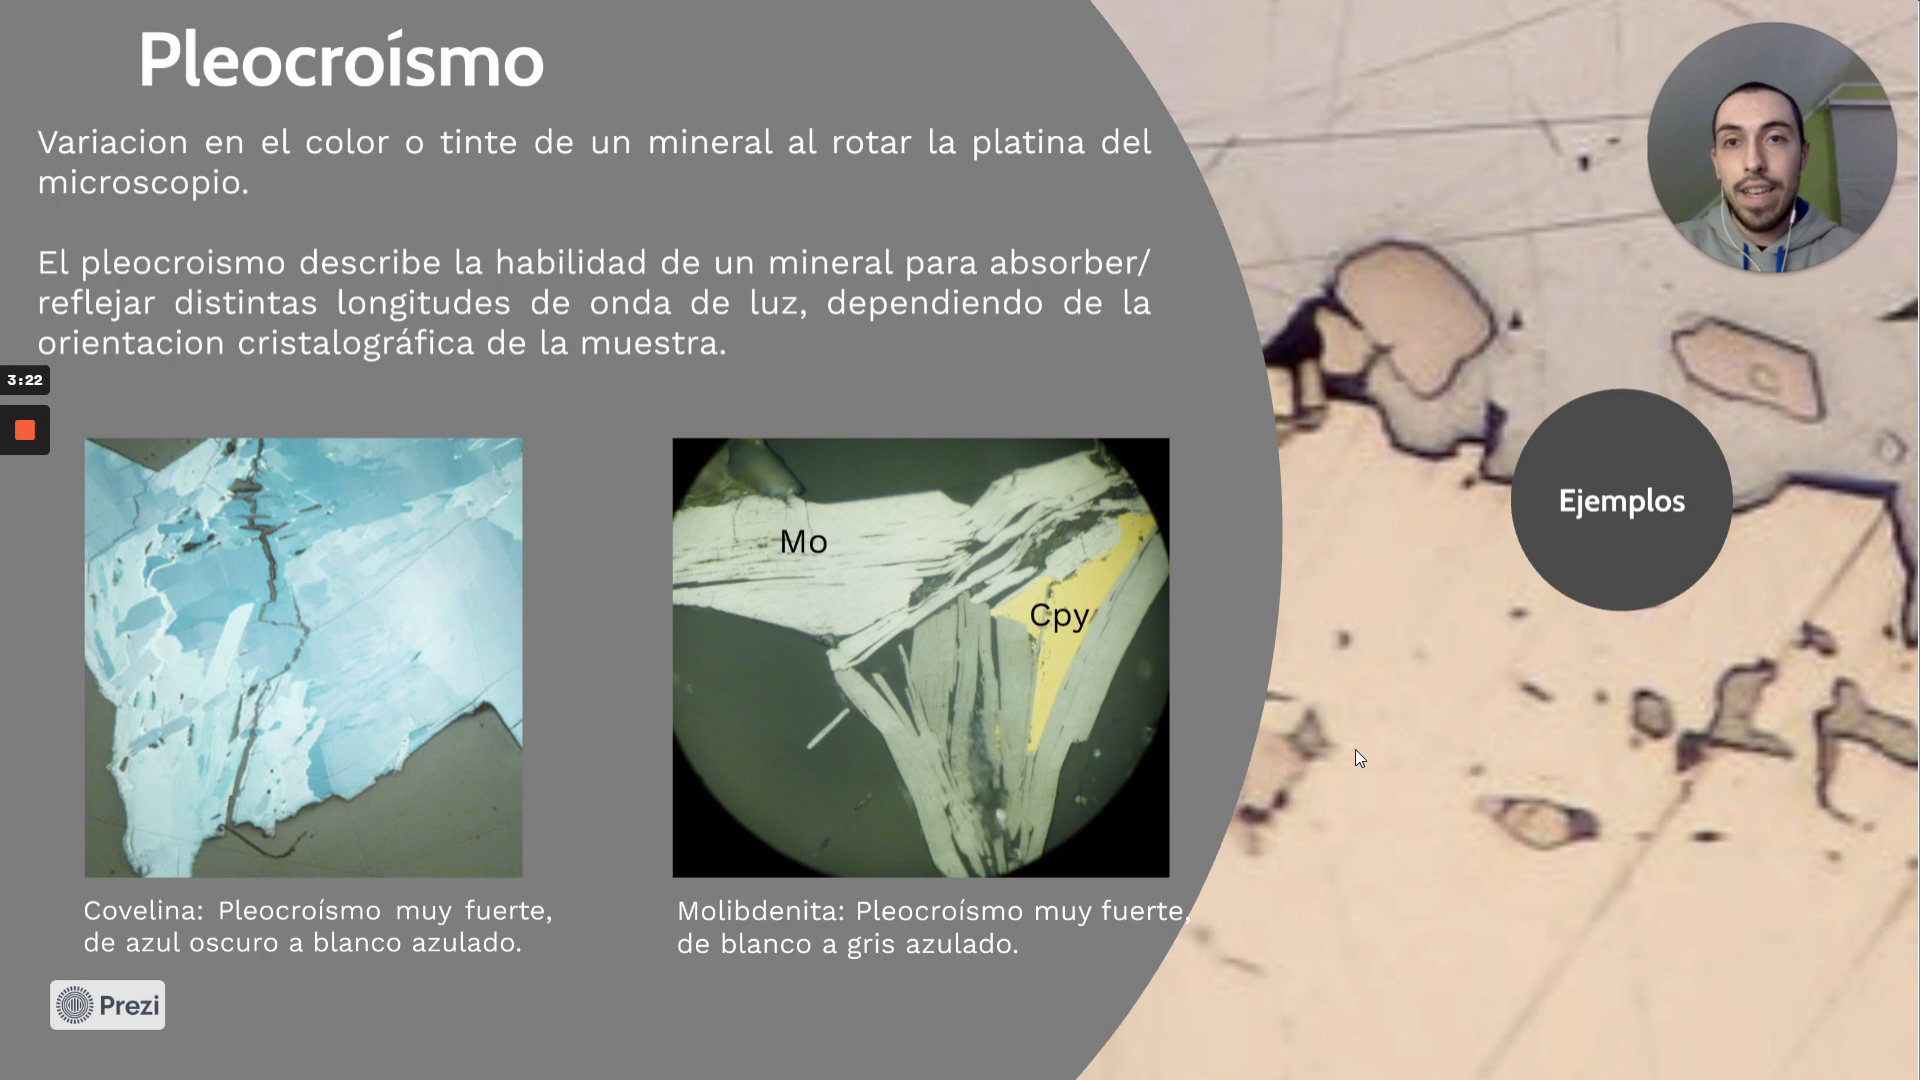 Pleocroísmo
Variacion en el color o tinte de un mineral al rotar la platina del
microscopio.
El pleocroismo describe la habilidad de un mineral para absorber/
reflejar distintas longitudes de onda de luz, dependiendo de la
orientacion cristalográfica de la muestra.
3:22
Mo
Cpy
Ejemplos
Covelina: Pleocroísmo muy fuerte,
de azul oscuro a blanco azulado.
Molibdenita: Pleocroísmo muy fuerte,
de blanco a gris azulado.
Prezi